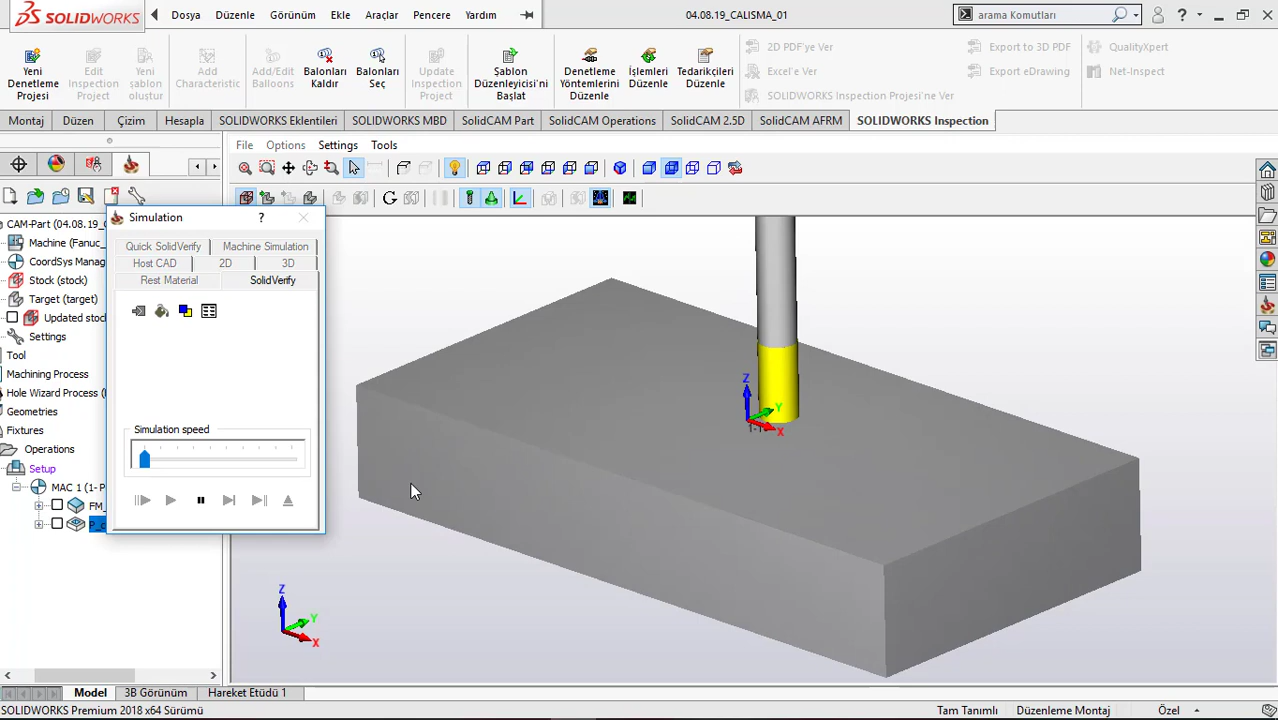 SOLIDWORKS
Dosya Düzenle Görünüm Ekle Araçlar Pencere Yardım
04.08.19_CALISMA_01
arama Komutları
?
Yeni Denetleme Projesi
Edit Inspection Project
Yeni şablon oluştur
Add Characteristic
Add/Edit Balloons
Balonları Kaldır
Balonları Seç
Update Inspection Project
Şablon Düzenleyicisi'ni Başlat
Denetleme Yöntemlerini Düzenle
İşlemleri Düzenle
Tedarikçileri Düzenle
2D PDF'ye Ver
Excel'e Ver
SOLIDWORKS Inspection Projesi'ne Ver
Export to 3D PDF
Export eDrawing
QualityXpert
Net-Inspect
Montaj Düzen Çizim Hesapla SOLIDWORKS Eklentileri SOLIDWORKS MBD SolidCAM Part SolidCAM Operations SolidCAM 2.5D SolidCAM AFRM SOLIDWORKS Inspection
File Options Settings Tools
CAM-Part (04.08.19_
Machine (Fanuc_
CoordSys Manag
Stock (stock)
Target (target)
Updated stoc
Settings
Tool
Machining Process
Hole Wizard Process (
Geometries
Fixtures
Operations
Setup
MAC 1 (1- P
FM_
P_c
Simulation ?
Quick SolidVerify Machine Simulation
Host CAD 2D 3D
Rest Material SolidVerify
Simulation speed
Z
Y
X
Z
Y
X
Model 3B Görünüm Hareket Etüdü 1
SOLIDWORKS Premium 2018 x64 Sürümü
Tam Tanımlı Düzenleme Montaj Özel